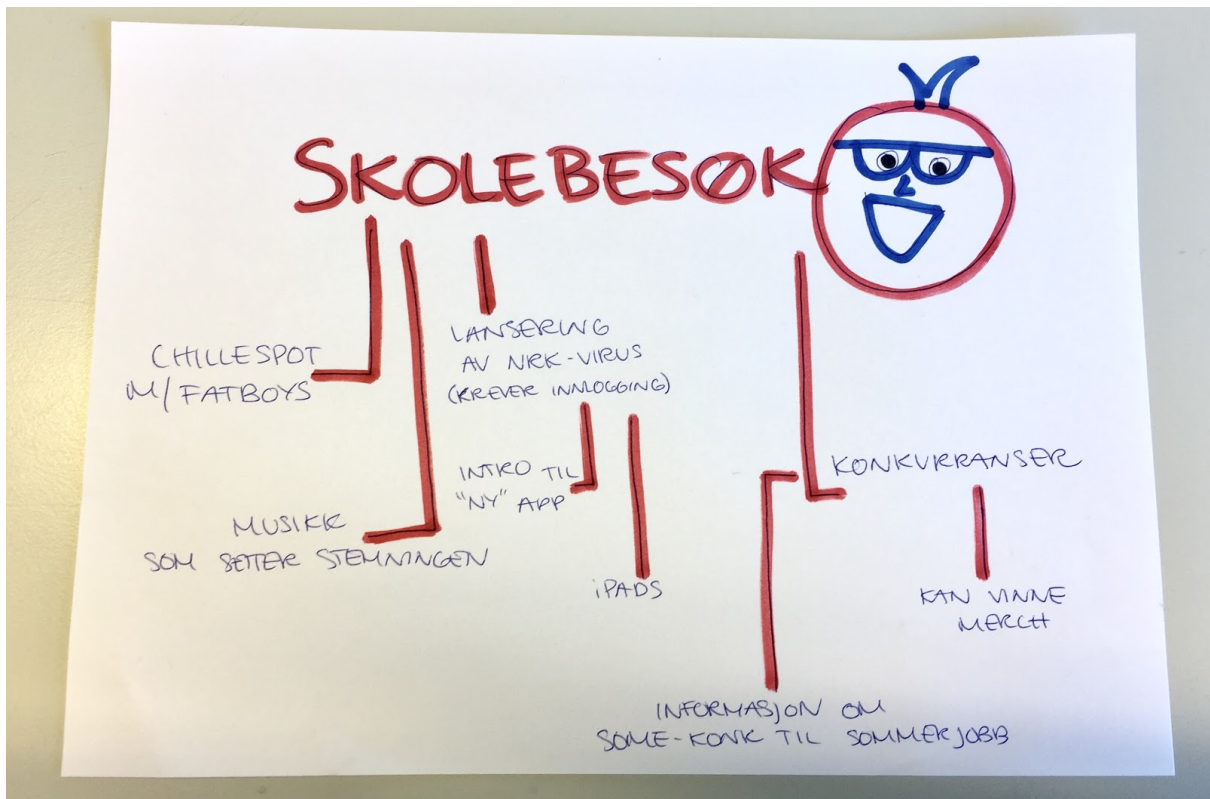 SKOLEBESØK
CHILLESPOT
M/FATBOYS
LANSERING
AV NRK-VIRUS
(KREVER INNLOGGING)
INTRO TIL
"NY" APP
iPADS
MUSIKK
SOM SETTER STEMNINGEN
KONKURRANSER
KAN VINNE
MERCH
INFORMASJON OM
SOME-KONK TIL SOMMERJOBB